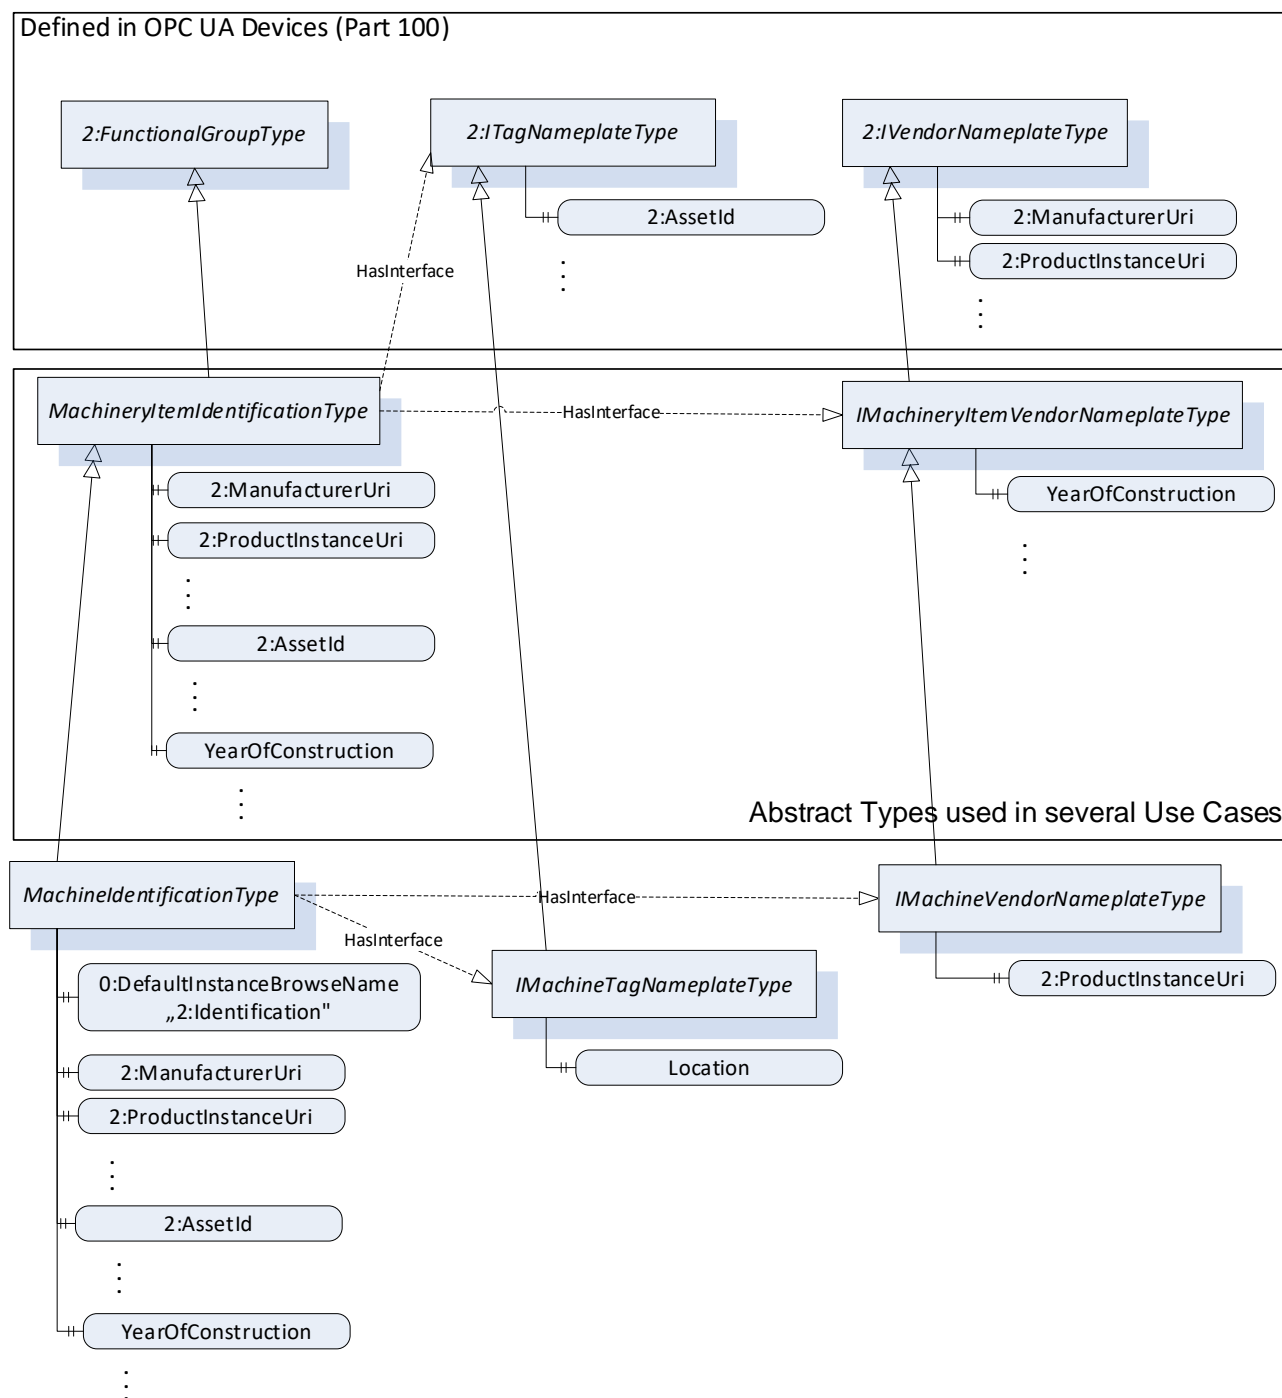 Defined in OPC UA Devices (Part 100)
2:FunctionalGroupType
2:ITagNameplateType
2:IVendorNameplateType
2:AssetId
2:ManufacturerUri
2:ProductInstanceUri
HasInterface
MachineryItemIdentificationType
HasInterface
IMachineryItemVendorNameplateType
2:ManufacturerUri
YearOfConstruction
2:ProductInstanceUri
2:AssetId
YearOfConstruction
Abstract Types used in several Use Cases
MachineIdentificationType
HasInterface
IMachineVendorNameplateType
HasInterface
0:DefaultInstanceBrowseName
„2:Identification"
IMachineTagNameplateType
2:ProductInstanceUri
2:ManufacturerUri
Location
2:ProductInstanceUri
2:AssetId
YearOfConstruction